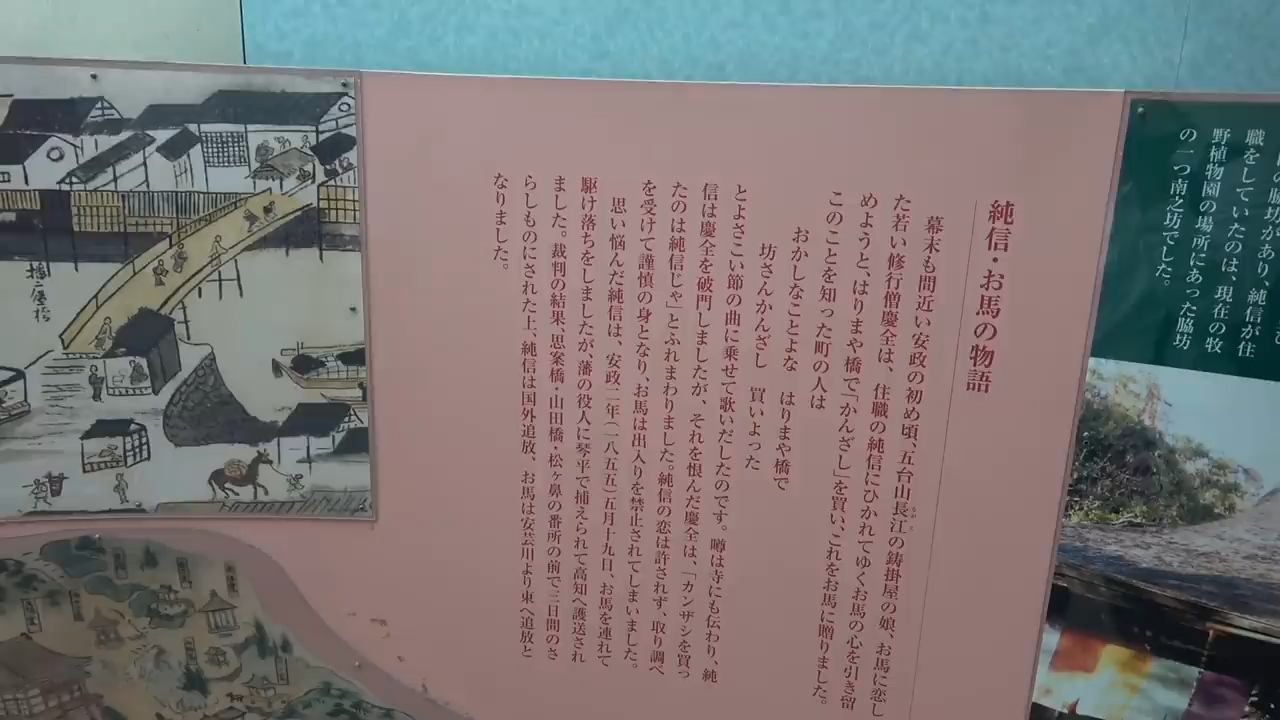 純信・お馬の物語
幕末も間近い安政の初め頃、五台山長江の鋳掛屋の娘、お馬に恋し
た若い修行僧慶全は、住職の純信にひかれてゆくお馬の心を引き留
めようと、はりまや橋で「かんざし」を買い、これをお馬に贈りました。
このことを知った町の人は
おかしなことよな はりまや橋で
坊さんかんざし 買いよった
とよさこい節の曲に乗せて歌いだしたのです。噂は寺にも伝わり、純
信は慶全を破門しましたが、それを恨んだ慶全は、「カンザシを買っ
たのは純信じゃ」とふれまわりました。純信の恋は許されず、取り調べ
を受けて謹慎の身となり、お馬は出入りを禁止されてしまいました。
思い悩んだ純信は、安政二年(一八五五)五月十九日、お馬を連れて
駆け落ちをしましたが、藩の役人に琴平で捕えられて高知へ護送され
ました。裁判の結果、思案橋・山田橋・松ヶ鼻の番所の前で三日間のさ
らしものにされた上、純信は国外追放、お馬は安芸川より東へ追放と
なりました。
の脇坊があり、純信が住
職をしていたのは、現在の牧
野植物園の場所にあった脇坊
の一つ南之坊でした。